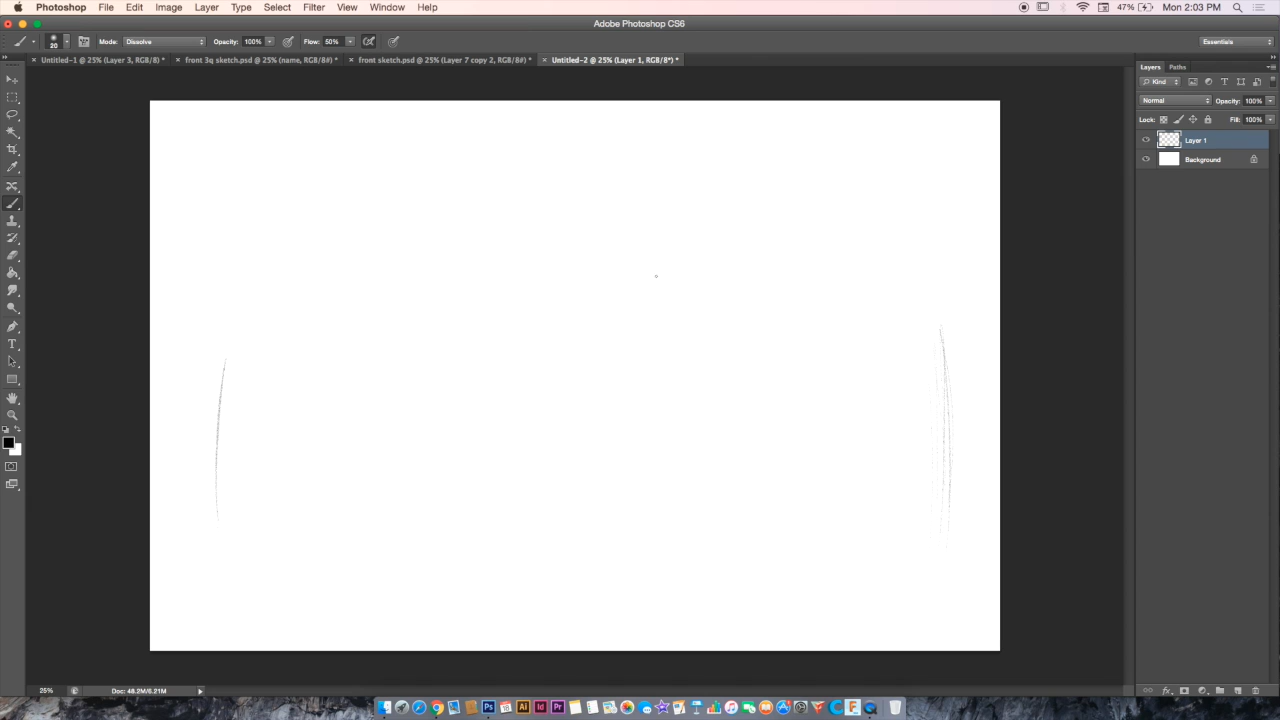 Photoshop File Edit Image Layer Type Select Filter View Window Help 47% Mon 2:03 PM
Adobe Photoshop CS6
20 Mode: Dissolve Opacity: 100% Flow: 50% Essentials
Untitled-1 @ 25% (Layer 3, RGB/8) * front 3q sketch.psd @ 25% (name, RGB/8#) * front sketch.psd @ 25% (Layer 7 copy 2, RGB/8#) * Untitled-2 @ 25% (Layer 1, RGB/8*) *
Layers Paths
Kind
Normal Opacity: 100%
Lock: Fill: 100%
Layer 1
Background
25% Doc: 48.2M/6.21M